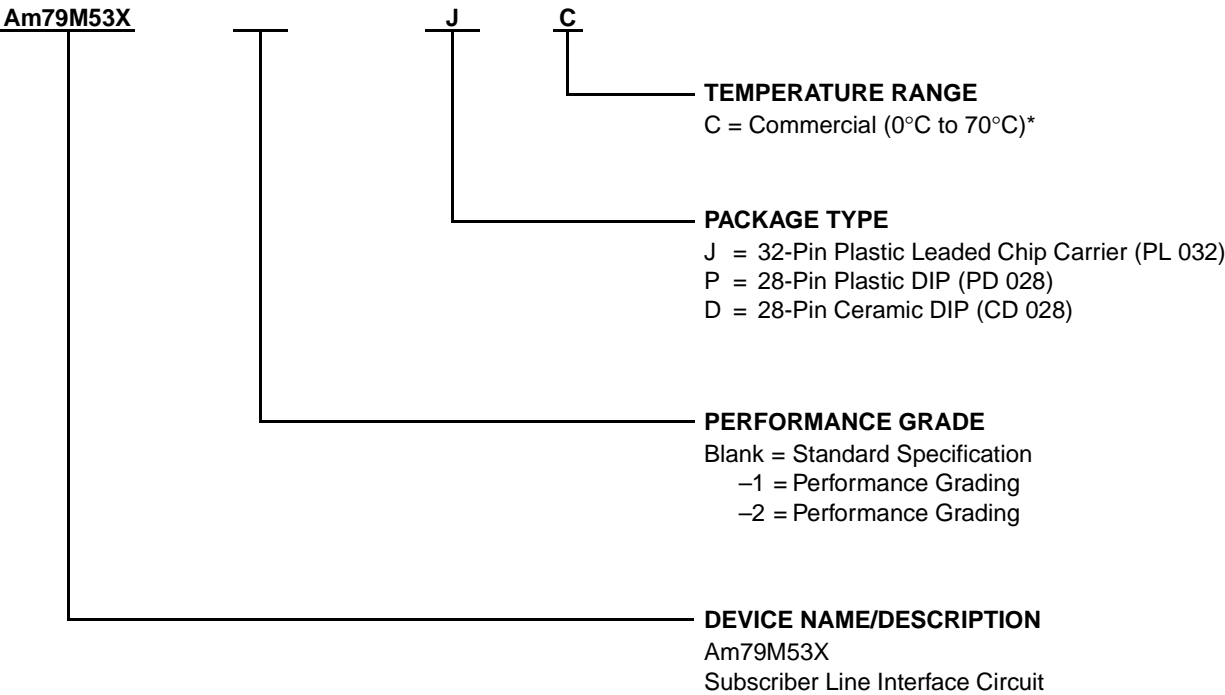 Am79M53X J C
TEMPERATURE RANGE
C = Commercial (0°C to 70°C)*
PACKAGE TYPE
J = 32-Pin Plastic Leaded Chip Carrier (PL 032)
P = 28-Pin Plastic DIP (PD 028)
D = 28-Pin Ceramic DIP (CD 028)
PERFORMANCE GRADE
Blank = Standard Specification
–1 = Performance Grading
–2 = Performance Grading
DEVICE NAME/DESCRIPTION
Am79M53X
Subscriber Line Interface Circuit